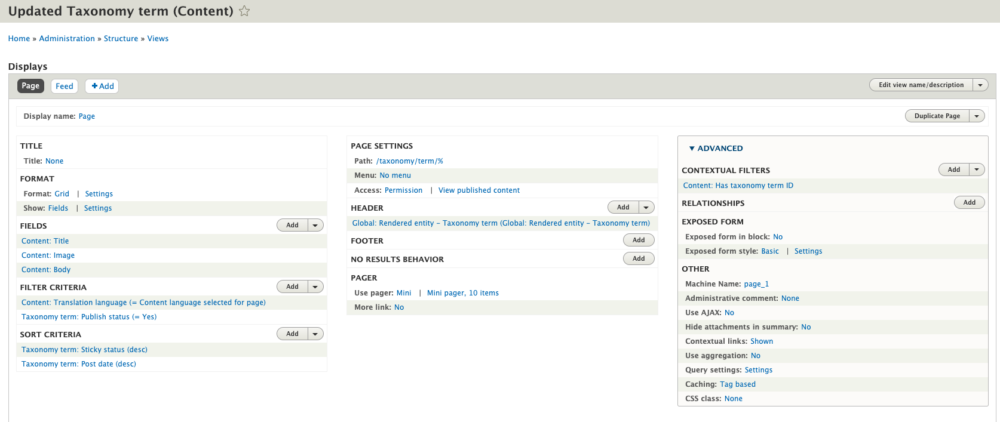 Updated Taxonomy term (Content)
Home » Administration » Structure » Views
Displays
Page Feed Add Edit view name/description
Display name: Page Duplicate Page
TITLE
Title: None
FORMAT
Format: Grid | Settings
Show: Fields | Settings
FIELDS Add
Content: Title
Content: Image
Content: Body
FILTER CRITERIA Add
Content: Translation language (= Content language selected for page)
Taxonomy term: Publish status (= Yes)
SORT CRITERIA Add
Taxonomy term: Sticky status (desc)
Taxonomy term: Post date (desc)
PAGE SETTINGS
Path: /taxonomy/term/%
Menu: No menu
Access: Permission | View published content
HEADER Add
Global: Rendered entity - Taxonomy term (Global: Rendered entity - Taxonomy term)
FOOTER Add
NO RESULTS BEHAVIOR Add
PAGER
Use pager: Mini | Mini pager, 10 items
More link: No
ADVANCED
CONTEXTUAL FILTERS Add
Content: Has taxonomy term ID
RELATIONSHIPS Add
EXPOSED FORM
Exposed form in block: No
Exposed form style: Basic | Settings
OTHER
Machine Name: page_1
Administrative comment: None
Use AJAX: No
Hide attachments in summary: No
Contextual links: Shown
Use aggregation: No
Query settings: Settings
Caching: Tag based
CSS class: None